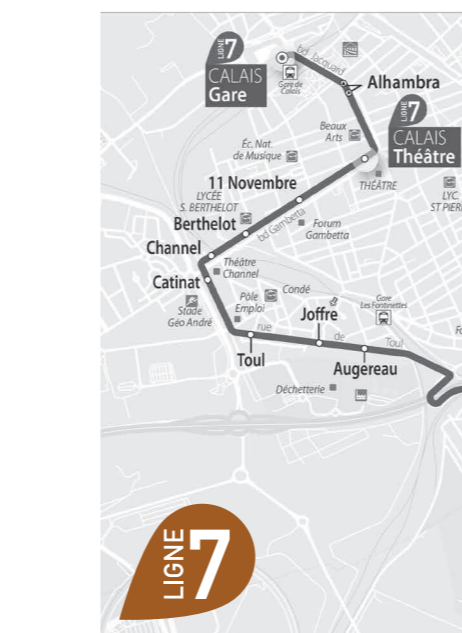 LIGNE 7
CALAIS
Gare
bd Jacquard
Gare de
Calais
Alhambra
LIGNE 7
CALAIS
Théâtre
Beaux
Arts
Éc. Nat.
de Musique
THÉÂTRE
11 Novembre
LYCÉE
S. BERTHELOT
LYC.
ST PIER
Berthelot
bd Gambetta
Forum
Gambetta
Channel
Théâtre
Channel
Catinat
Stade
Géo André
Pôle
Emploi
Condé
Gare
Les Fontinettes
Joffre
Fo
rue de Toul
Toul
Augereau
Déchetterie
LIGNE 7